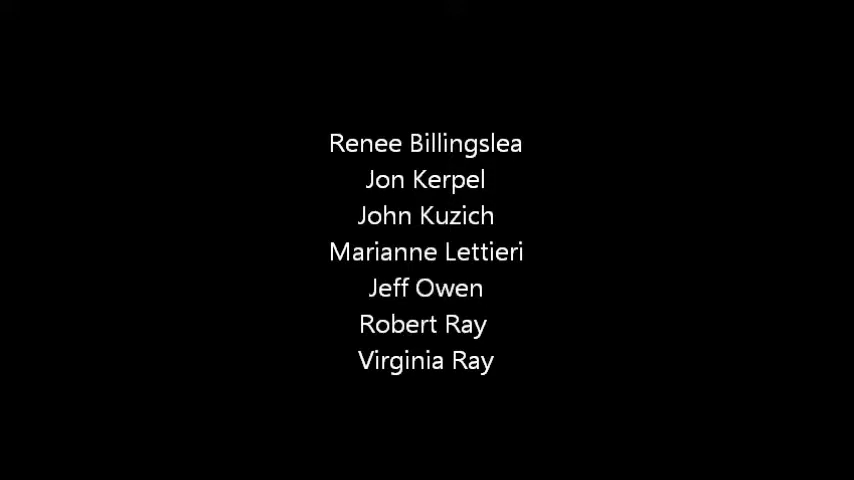 Renee Billingslea
Jon Kerpel
John Kuzich
Marianne Lettieri
Jeff Owen
Robert Ray
Virginia Ray